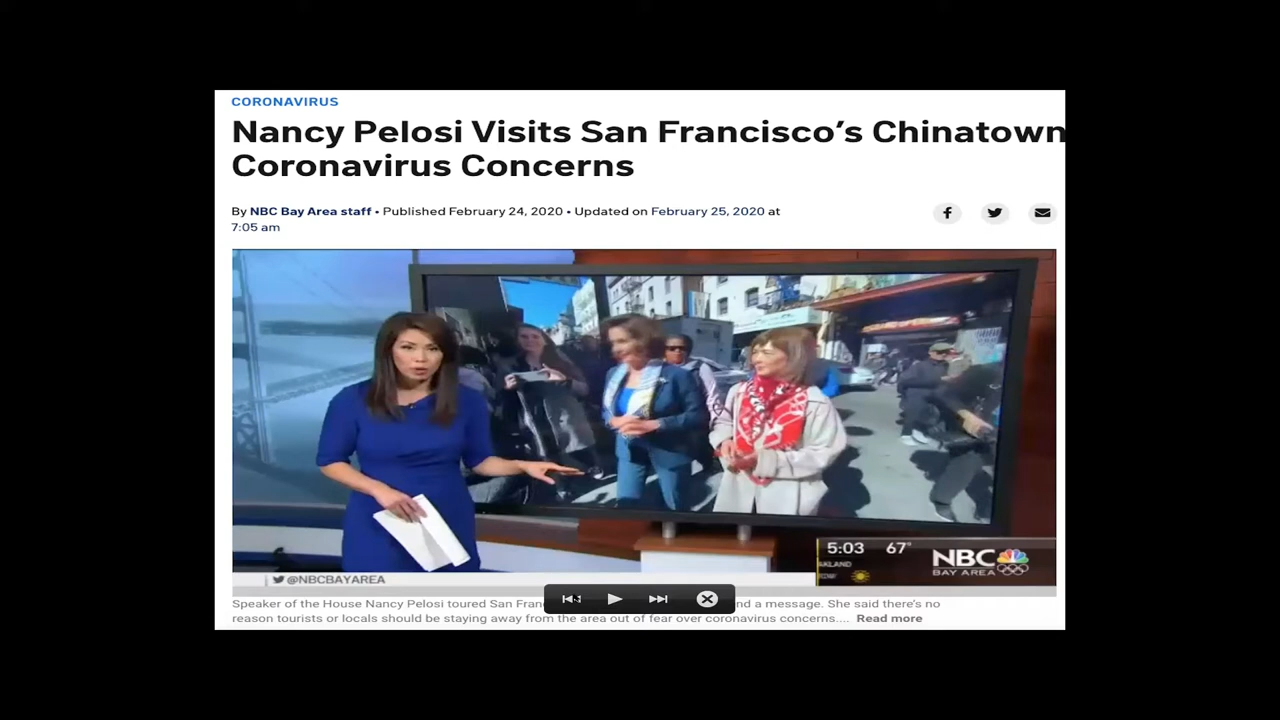 CORONAVIRUS
Nancy Pelosi Visits San Francisco's Chinatown
Coronavirus Concerns
By NBC Bay Area staff • Published February 24, 2020 • Updated on February 25, 2020 at
7:05 am
5:03 67°
AKLAND
NBC
BAY AREA
@NBCBAYAREA
Speaker of the House Nancy Pelosi toured San Fran nd a message. She said there's no
reason tourists or locals should be staying away from the area out of fear over coronavirus concerns.... Read more